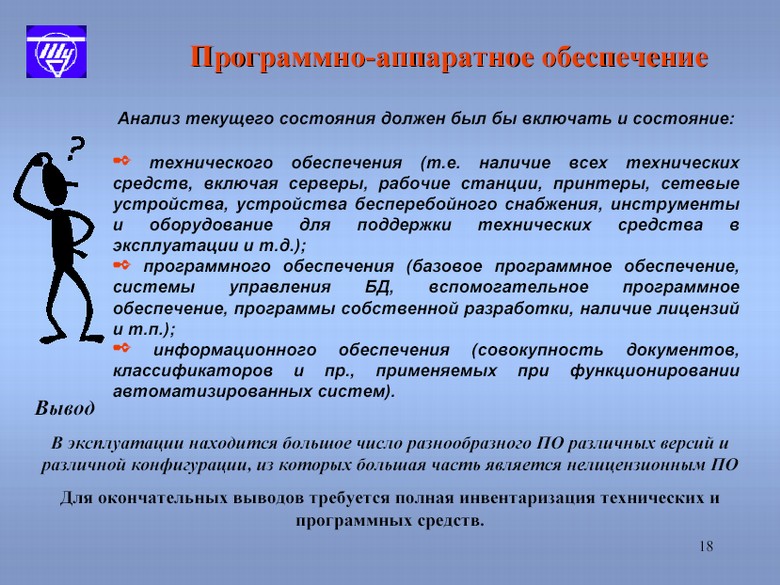 Программно-аппаратное обеспечение
Анализ текущего состояния должен был бы включать и состояние:
?
технического обеспечения (т.е. наличие всех технических
средств, включая серверы, рабочие станции, принтеры, сетевые
устройства, устройства бесперебойного снабжения, инструменты
и оборудование для поддержки технических средства в
эксплуатации и т.д.);
программного обеспечения (базовое программное обеспечение,
системы управления БД, вспомогательное программное
обеспечение, программы собственной разработки, наличие лицензий
и т.п.);
информационного обеспечения (совокупность документов,
классификаторов и пр., применяемых при функционировании
автоматизированных систем).
Вывод
В эксплуатации находится большое число разнообразного ПО различных версий и
различной конфигурации, из которых большая часть является нелицензионным ПО
Для окончательных выводов требуется полная инвентаризация технических и
программных средств.
18